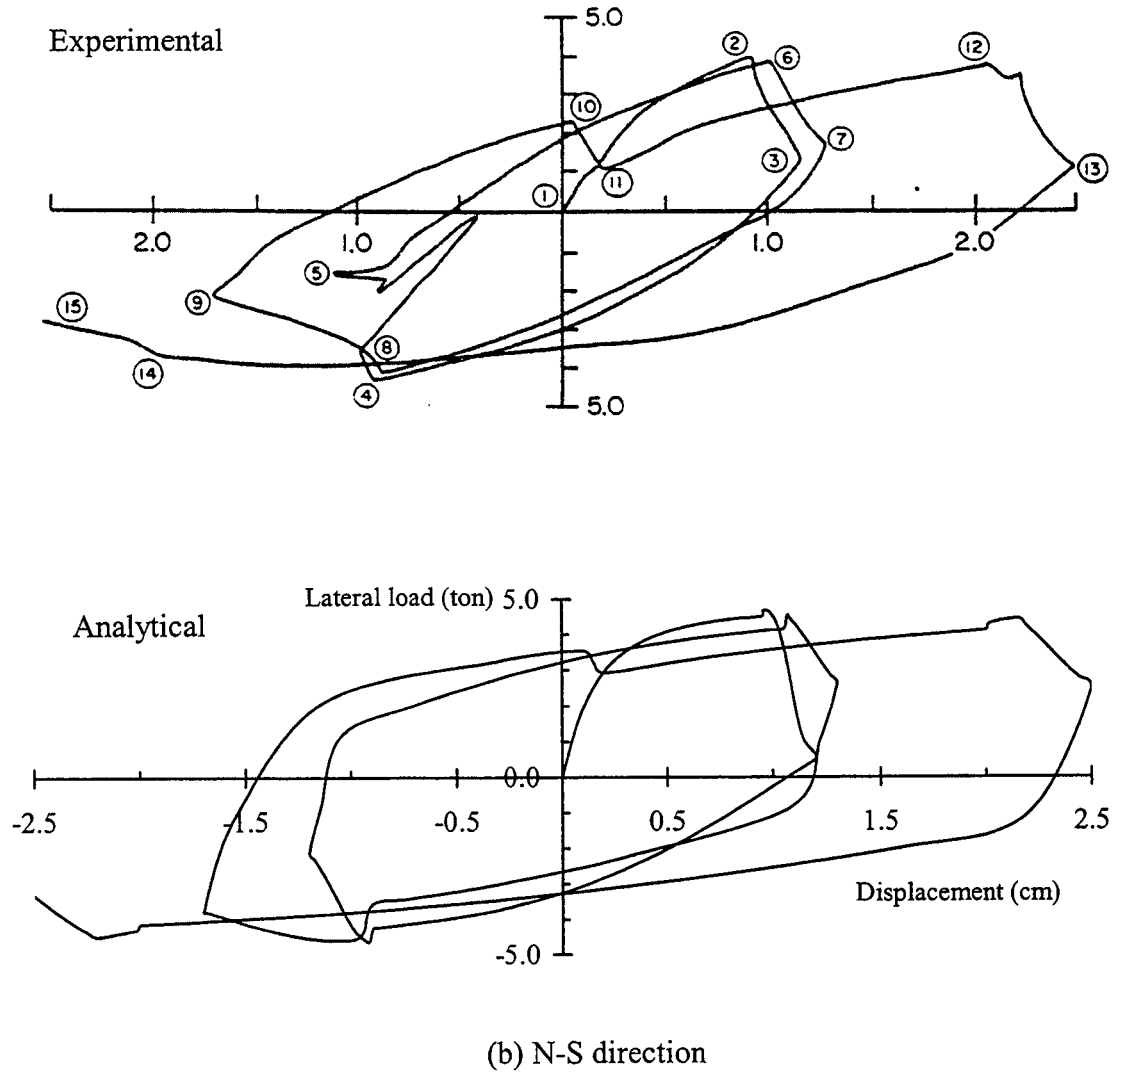 5.0
Experimental
② ⑥ ⑫
⑩
③ ⑦
① ⑪ ⑬
2.0 1.0 1.0 2.0
⑤
⑨
⑮
⑧
⑭
④
5.0
Lateral load (ton) 5.0
Analytical
0.0
-2.5 -1.5 -0.5 0.5 1.5 2.5
Displacement (cm)
-5.0
(b) N-S direction